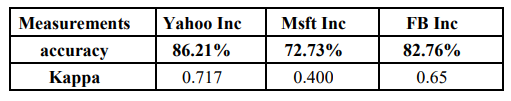 Measurements Yahoo Inc Msft Inc FB Inc
accuracy 86.21% 72.73% 82.76%
Kappa 0.717 0.400 0.65